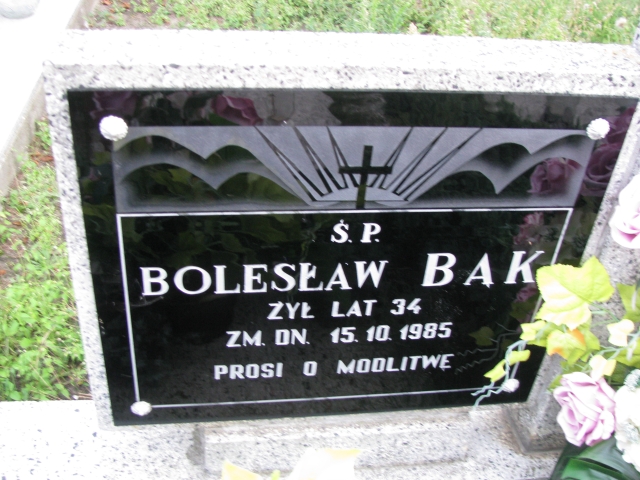 Ś. P.
BOLESŁAW BĄK
ŻYŁ LAT 34
ZM. DN. 15.10.1985
PROSI O MODLITWĘ